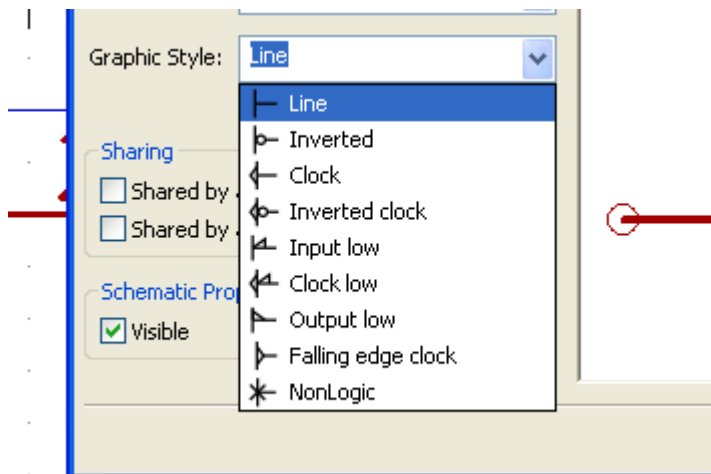 Graphic Style: Line
Line
Inverted
Sharing
Clock
Shared by
Inverted clock
Shared by
Input low
Schematic
Clock low
Visible
Output low
Falling edge clock
NonLogic